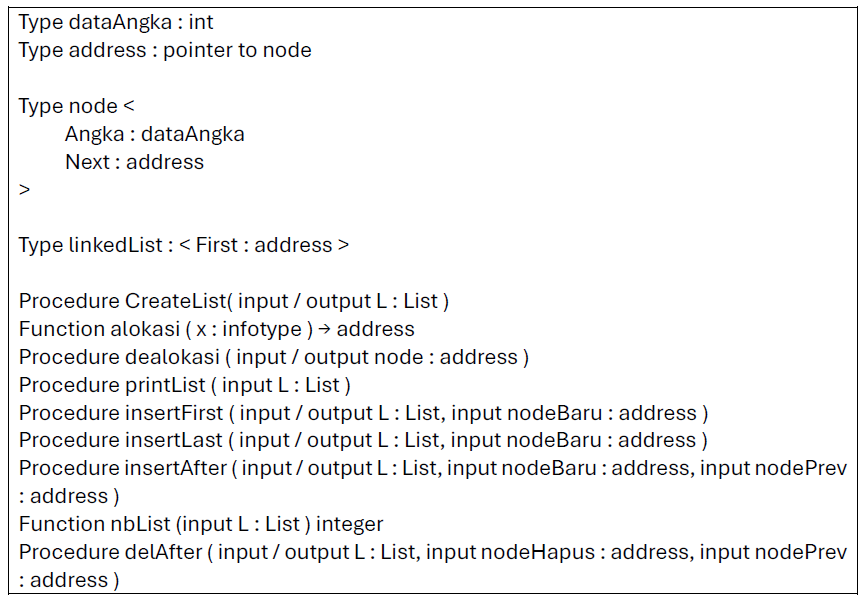 Type dataAngka : int
Type address : pointer to node
Type node <
Angka : dataAngka
Next : address
>
Type linkedList : < First : address >
Procedure CreateList( input / output L : List )
Function alokasi ( x : infotype ) → address
Procedure dealokasi ( input / output node : address )
Procedure printList ( input L : List )
Procedure insertFirst ( input / output L : List, input nodeBaru : address )
Procedure insertLast ( input / output L : List, input nodeBaru : address )
Procedure insertAfter ( input / output L : List, input nodeBaru : address, input nodePrev
: address )
Function nbList (input L : List ) integer
Procedure delAfter ( input / output L : List, input nodeHapus : address, input nodePrev
: address )